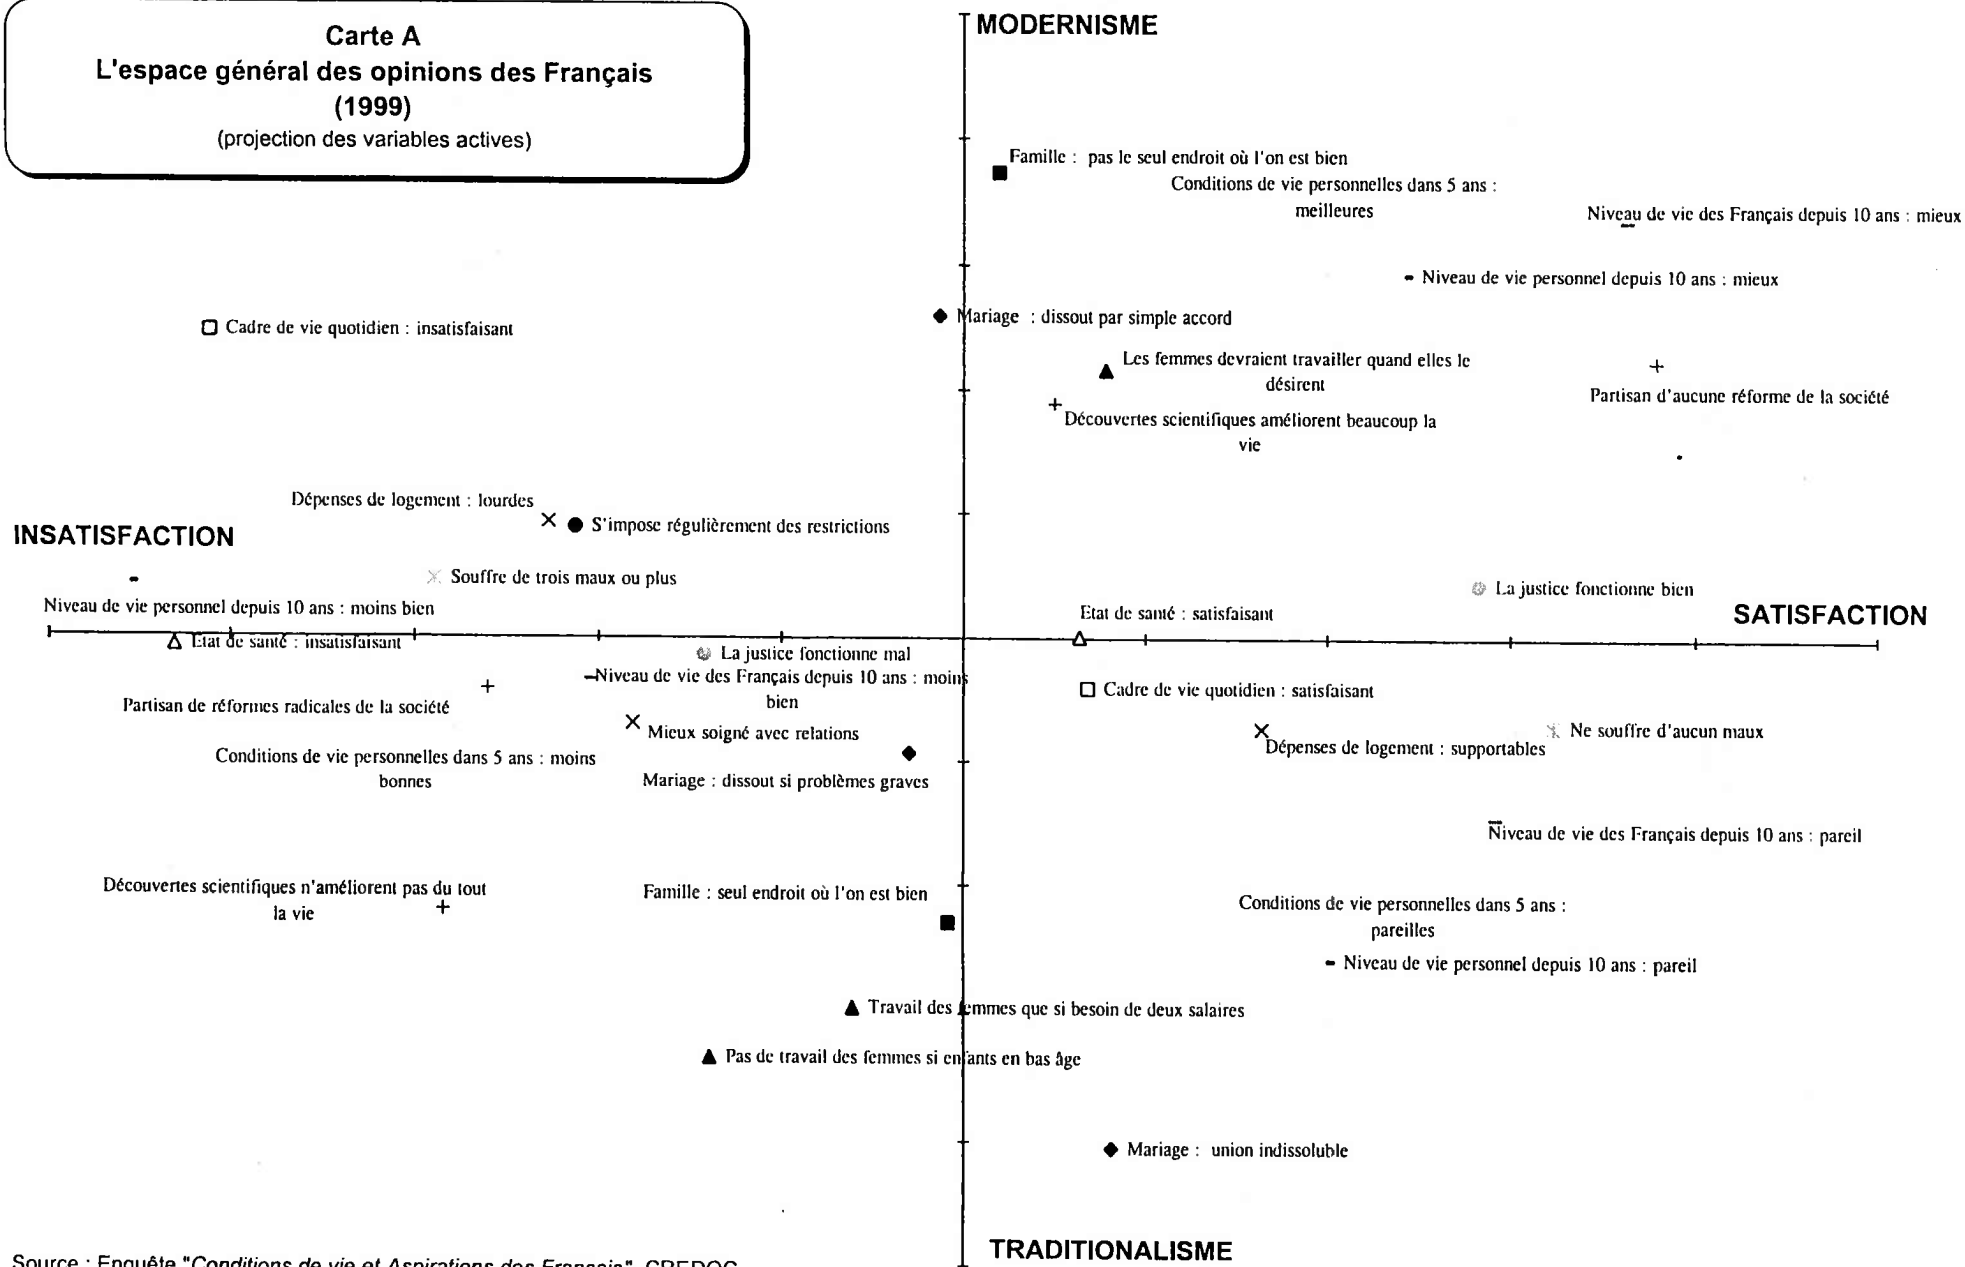 Carte A
L'espace général des opinions des Français
(1999)
(projection des variables actives)
MODERNISME
Famille : pas le seul endroit où l'on est bien
Conditions de vie personnelles dans 5 ans :
meilleures
Niveau de vie des Français depuis 10 ans : mieux
Niveau de vie personnel depuis 10 ans : mieux
Mariage : dissout par simple accord
Cadre de vie quotidien : insatisfaisant
Les femmes devraient travailler quand elles le
désirent
Partisan d'aucune réforme de la société
Découvertes scientifiques améliorent beaucoup la
vie
Dépenses de logement : lourdes
S'impose régulièrement des restrictions
INSATISFACTION
Souffre de trois maux ou plus
La justice fonctionne bien
Niveau de vie personnel depuis 10 ans : moins bien
Etat de santé : satisfaisant
SATISFACTION
Etat de santé : insatisfaisant
La justice fonctionne mal
Niveau de vie des Français depuis 10 ans : moins
bien
Cadre de vie quotidien : satisfaisant
Partisan de réformes radicales de la société
Mieux soigné avec relations
Ne souffre d'aucun maux
Dépenses de logement : supportables
Conditions de vie personnelles dans 5 ans : moins
bonnes
Mariage : dissout si problèmes graves
Niveau de vie des Français depuis 10 ans : pareil
Découvertes scientifiques n'améliorent pas du tout
la vie
Famille : seul endroit où l'on est bien
Conditions de vie personnelles dans 5 ans :
pareilles
Niveau de vie personnel depuis 10 ans : pareil
Travail des femmes que si besoin de deux salaires
Pas de travail des femmes si enfants en bas âge
Mariage : union indissoluble
TRADITIONALISME
Source : Enquête "Conditions de vie et Aspirations des Français", CREDOC